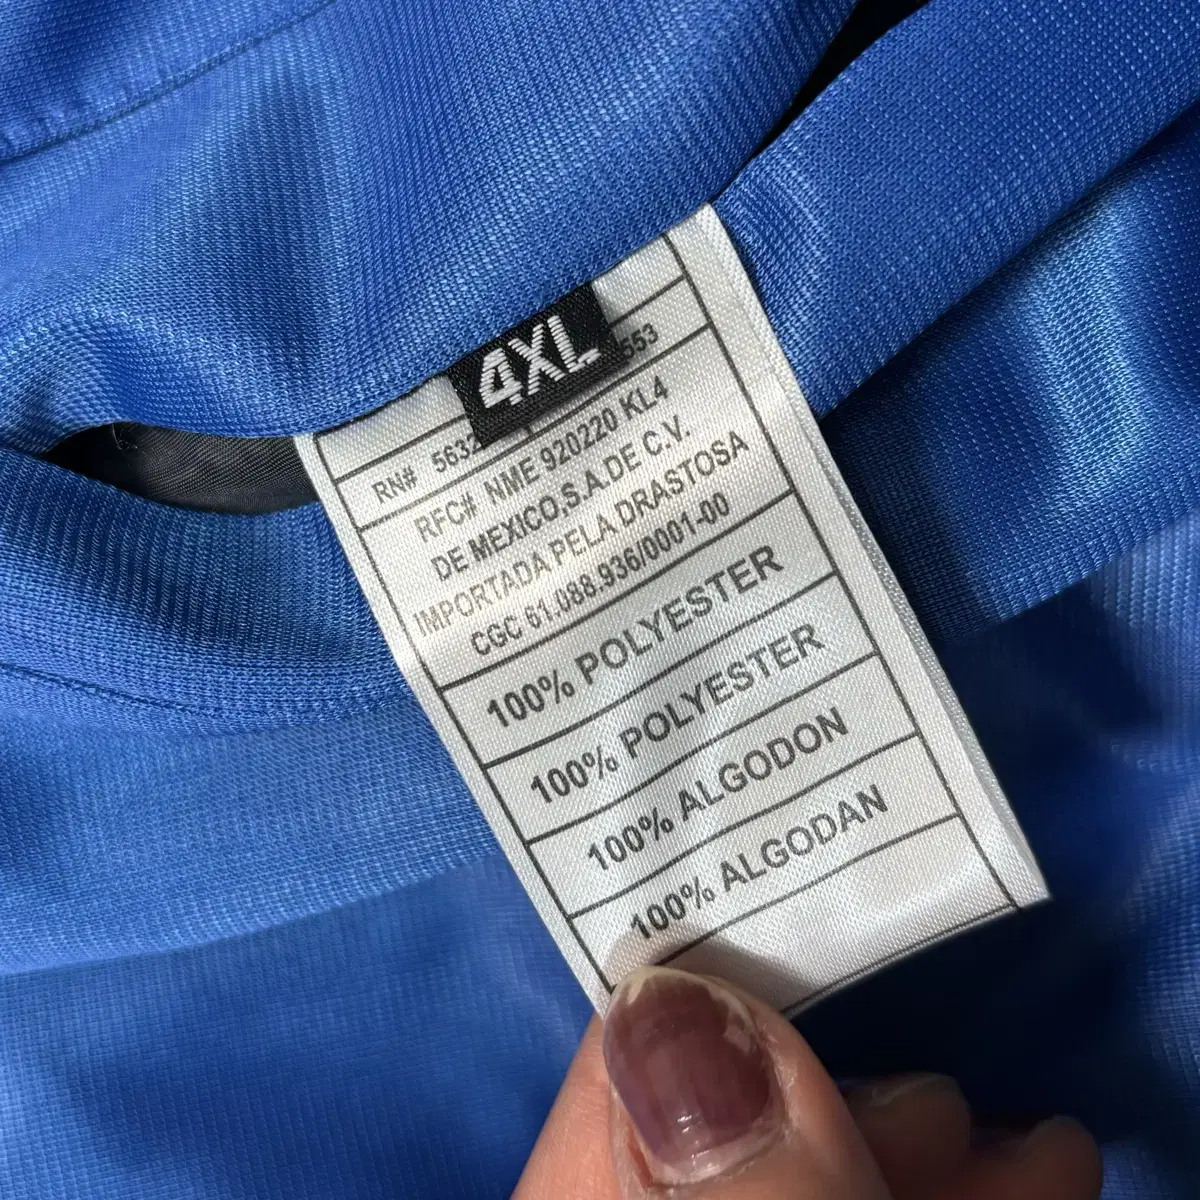 4XL
RN# 563
553
RFC# NME 920220 KL4
DE MEXICO,S.A.DE C.V.
IMPORTADA PELA DRASTOSA
CGC 61.088.936/0001-00
100% POLYESTER
100% POLYESTER
100% ALGODON
100% ALGODAN